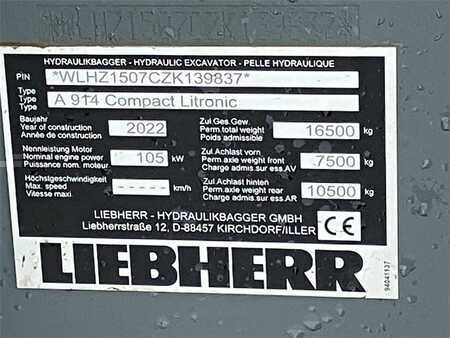 HYDRAULIKBAGGER - HYDRAULIC EXCAVATOR - PELLE HYDRAULIQUE
PIN *WLHZ1507CZK139837*
Type
Type A 914 Compact Litronic
Type
Baujahr
Year of construction 2022
Année de construction
Zul Ges.Gew.
Perm.total weight 16500 kg
Poids admissible
Nennleistung Motor
Nominal engine power 105 kW
Puissance nom. moteur
Zul Achslast vorn
Perm.axle weight front 7500 kg
Charge admis.sur ess.AV
Höchstgeschwindigkeit
Max. speed ----- km/h
Vitesse maxi
Zul Achslast hinten
Perm.axle weight rear 10500 kg
Charge admis.sur ess.AR
LIEBHERR - HYDRAULIKBAGGER GMBH
Liebherrstraße 12, D-88457 KIRCHDORF/ILLER
CE
LIEBHERR
94041137